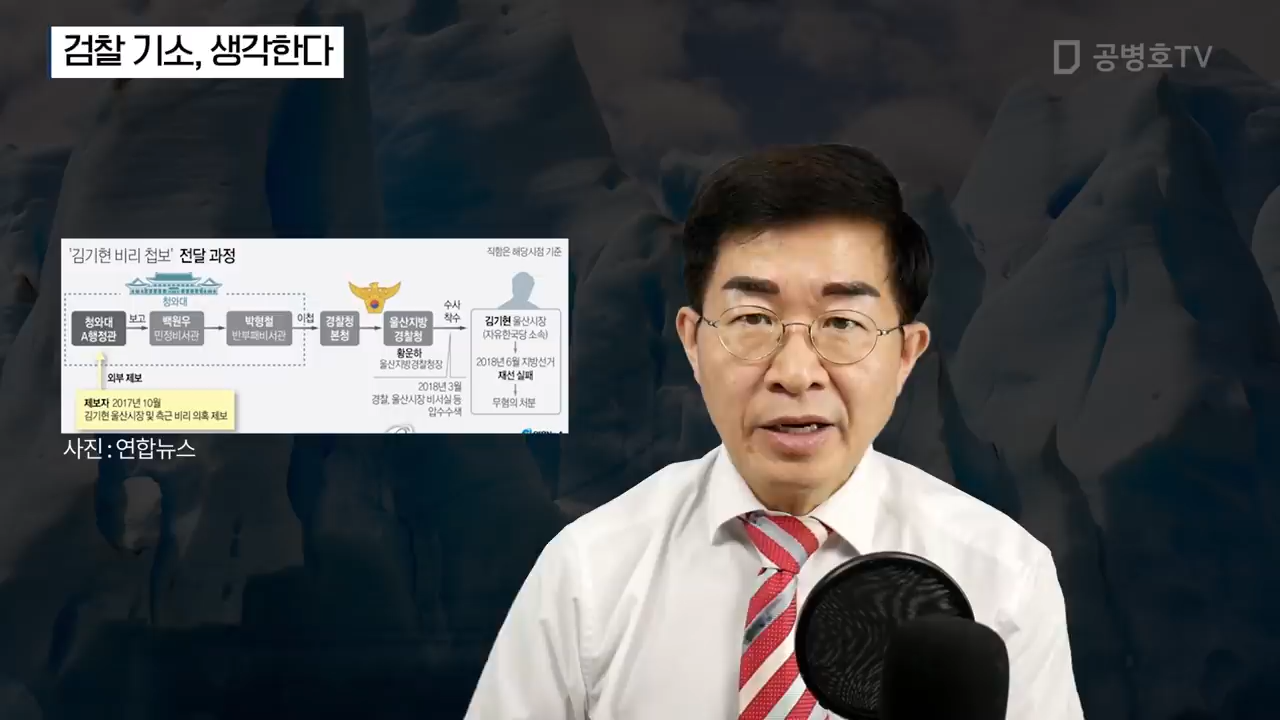 검찰 기소, 생각한다
공병호TV
'김기현 비리 첩보' 전달 과정
직함은 해당시점 기준
청와대
청와대
A행정관
보고
백원우
민정비서관
박형철
반부패비서관
이첩
경찰청
본청
울산지방
경찰청
황운하
울산지방경찰청장
수사
착수
2018년 3월
경찰, 울산시장 비서실 등
압수수색
김기현 울산시장
(자유한국당 소속)
2018년 6월 지방선거
재선 실패
무혐의 처분
외부 제보
제보자 2017년 10월
김기현 울산시장 및 측근 비리 의혹 제보
사진 : 연합뉴스